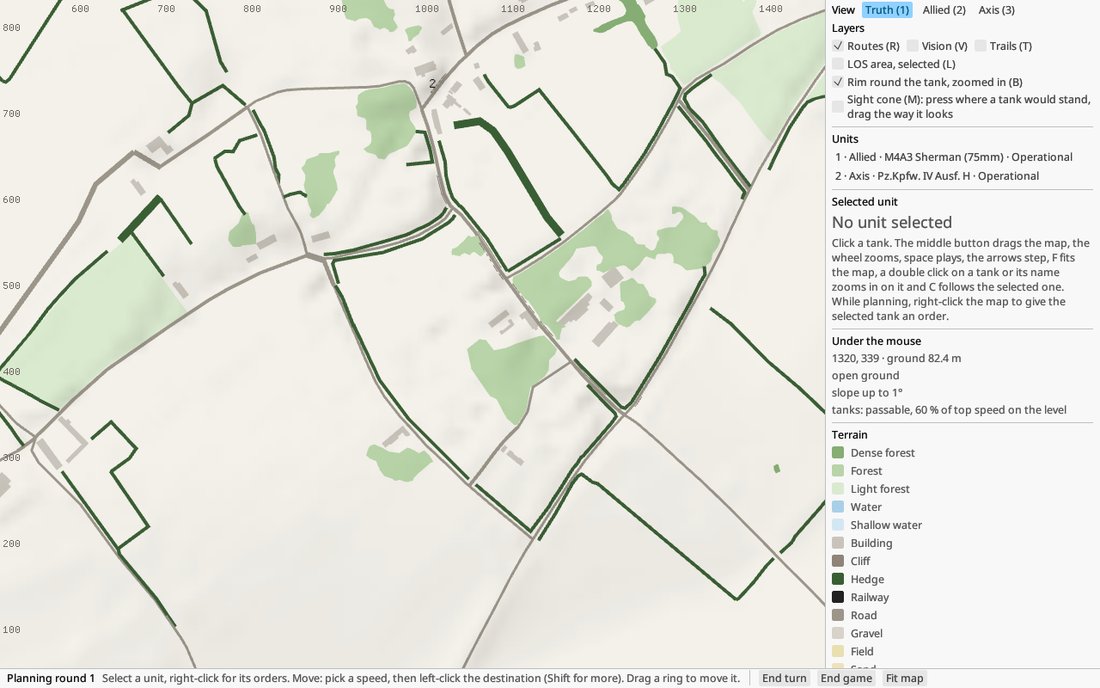 600 700 800 900 1000 1100 1200 1300 1400
800
700
600
500
400
300
200
100
2
View Truth (1) Allied (2) Axis (3)
Layers
Routes (R) Vision (V) Trails (T)
LOS area, selected (L)
Rim round the tank, zoomed in (B)
Sight cone (M): press where a tank would stand,
drag the way it looks
Units
1 · Allied · M4A3 Sherman (75mm) · Operational
2 · Axis · Pz.Kpfw. IV Ausf. H · Operational
Selected unit
No unit selected
Click a tank. The middle button drags the map, the
wheel zooms, space plays, the arrows step, F fits
the map, a double click on a tank or its name
zooms in on it and C follows the selected one.
While planning, right-click the map to give the
selected tank an order.
Under the mouse
1320, 339 · ground 82.4 m
open ground
slope up to 1°
tanks: passable, 60 % of top speed on the level
Terrain
Dense forest
Forest
Light forest
Water
Shallow water
Building
Cliff
Hedge
Railway
Road
Gravel
Field
Planning round 1 Select a unit, right-click for its orders. Move: pick a speed, then left-click the destination (Shift for more). Drag a ring to move it. End turn End game Fit map